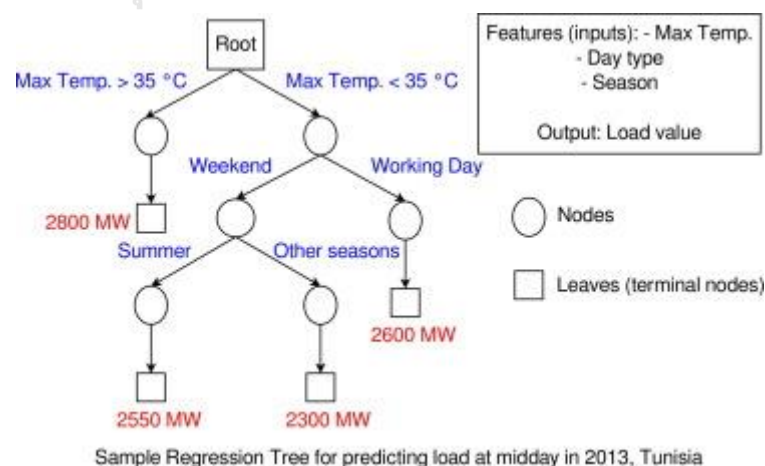 Root
Features (inputs): - Max Temp.
- Day type
- Season
Output: Load value
Max Temp. > 35 °C
Max Temp. < 35 °C
Weekend
Working Day
Nodes
2800 MW
Summer
Other seasons
Leaves (terminal nodes)
2600 MW
2550 MW
2300 MW
Sample Regression Tree for predicting load at midday in 2013, Tunisia